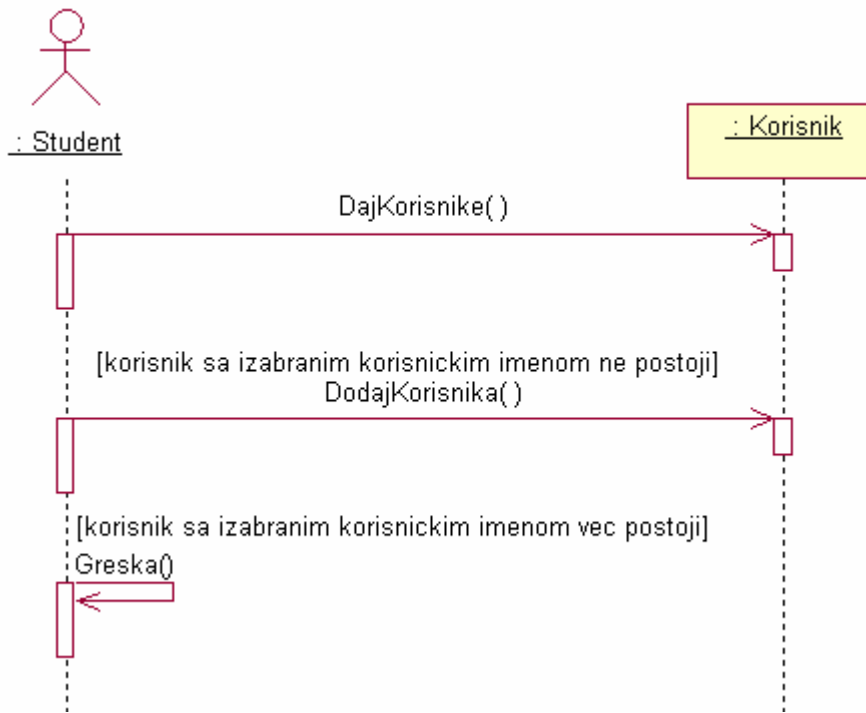 : Student
: Korisnik
DajKorisnike( )
[korisnik sa izabranim korisnickim imenom ne postoji]
DodajKorisnika( )
[korisnik sa izabranim korisnickim imenom vec postoji]
Greska()